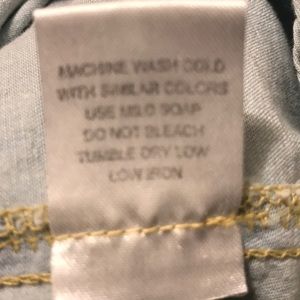 MACHINE WASH COLD
WITH SIMILAR COLORS
USE MILD SOAP
DO NOT BLEACH
TUMBLE DRY LOW
LOW IRON